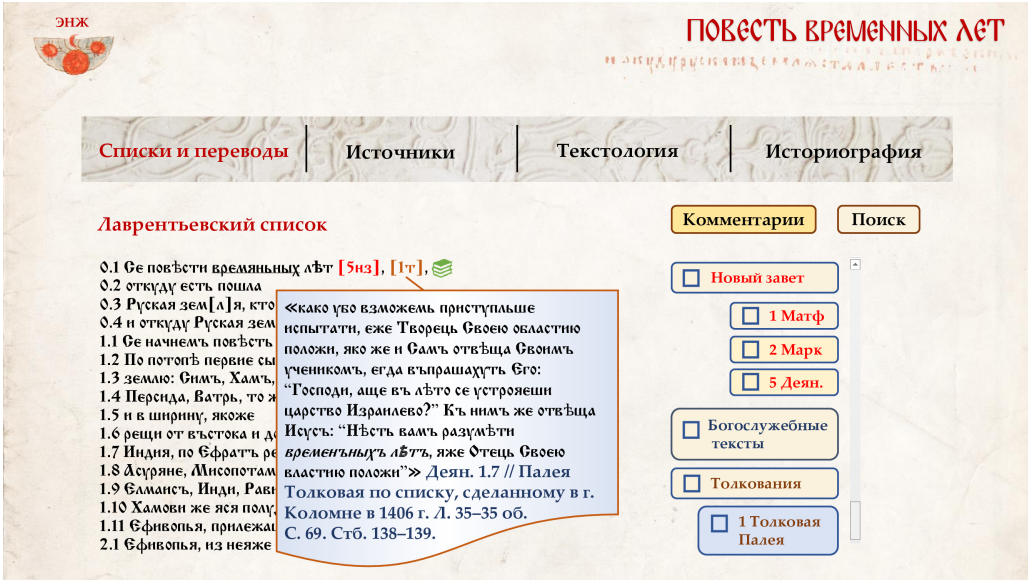 ЭНЖ
ПОВЕСТЬ ВРЕМЕННЫХ ЛЕТ
Списки и переводы
Источники
Текстология
Историография
Лаврентьевский список
Комментарии
Поиск
0.1 Се повѣсти времяньных лѣт [5нз], [1т],
0.2 откуду есть пошла
0.3 Руская зем[л]я, кто
0.4 и откуду Руская зем
1.1 Се начнемъ повѣсть
1.2 По потопѣ первие сы
1.3 землю: Симъ, Хамъ,
1.4 Персида, Ватрь, то ж
1.5 и в ширину, якоже
1.6 рещи от въстока и до
1.7 Индия, по Ефратъ ре
1.8 Асуряне, Мисопотам
1.9 Елмаисъ, Инди, Рави
1.10 Хамови же яся полу
1.11 Ефивопья, прилежащ
2.1 Ефивопья, из неяже
«како убо взможемь приступльше
испытати, еже Творець Своею областию
положи, яко же и Самъ отвѣща Своимъ
ученикомъ, егда въпрашахуть Его:
“Господи, аще въ лѣто се устрояеши
царство Израилево?” Къ нимъ же отвѣща
Исусъ: “Нѣсть вамъ разумѣти
временъныхъ лѣтъ, яже Отець Своею
властию положи”» Деян. 1.7 // Палея
Толковая по списку, сделанному в г.
Коломне в 1406 г. Л. 35–35 об.
С. 69. Стб. 138–139.
Новый завет
1 Матф
2 Марк
5 Деян.
Богослужебные
тексты
Толкования
1 Толковая
Палея